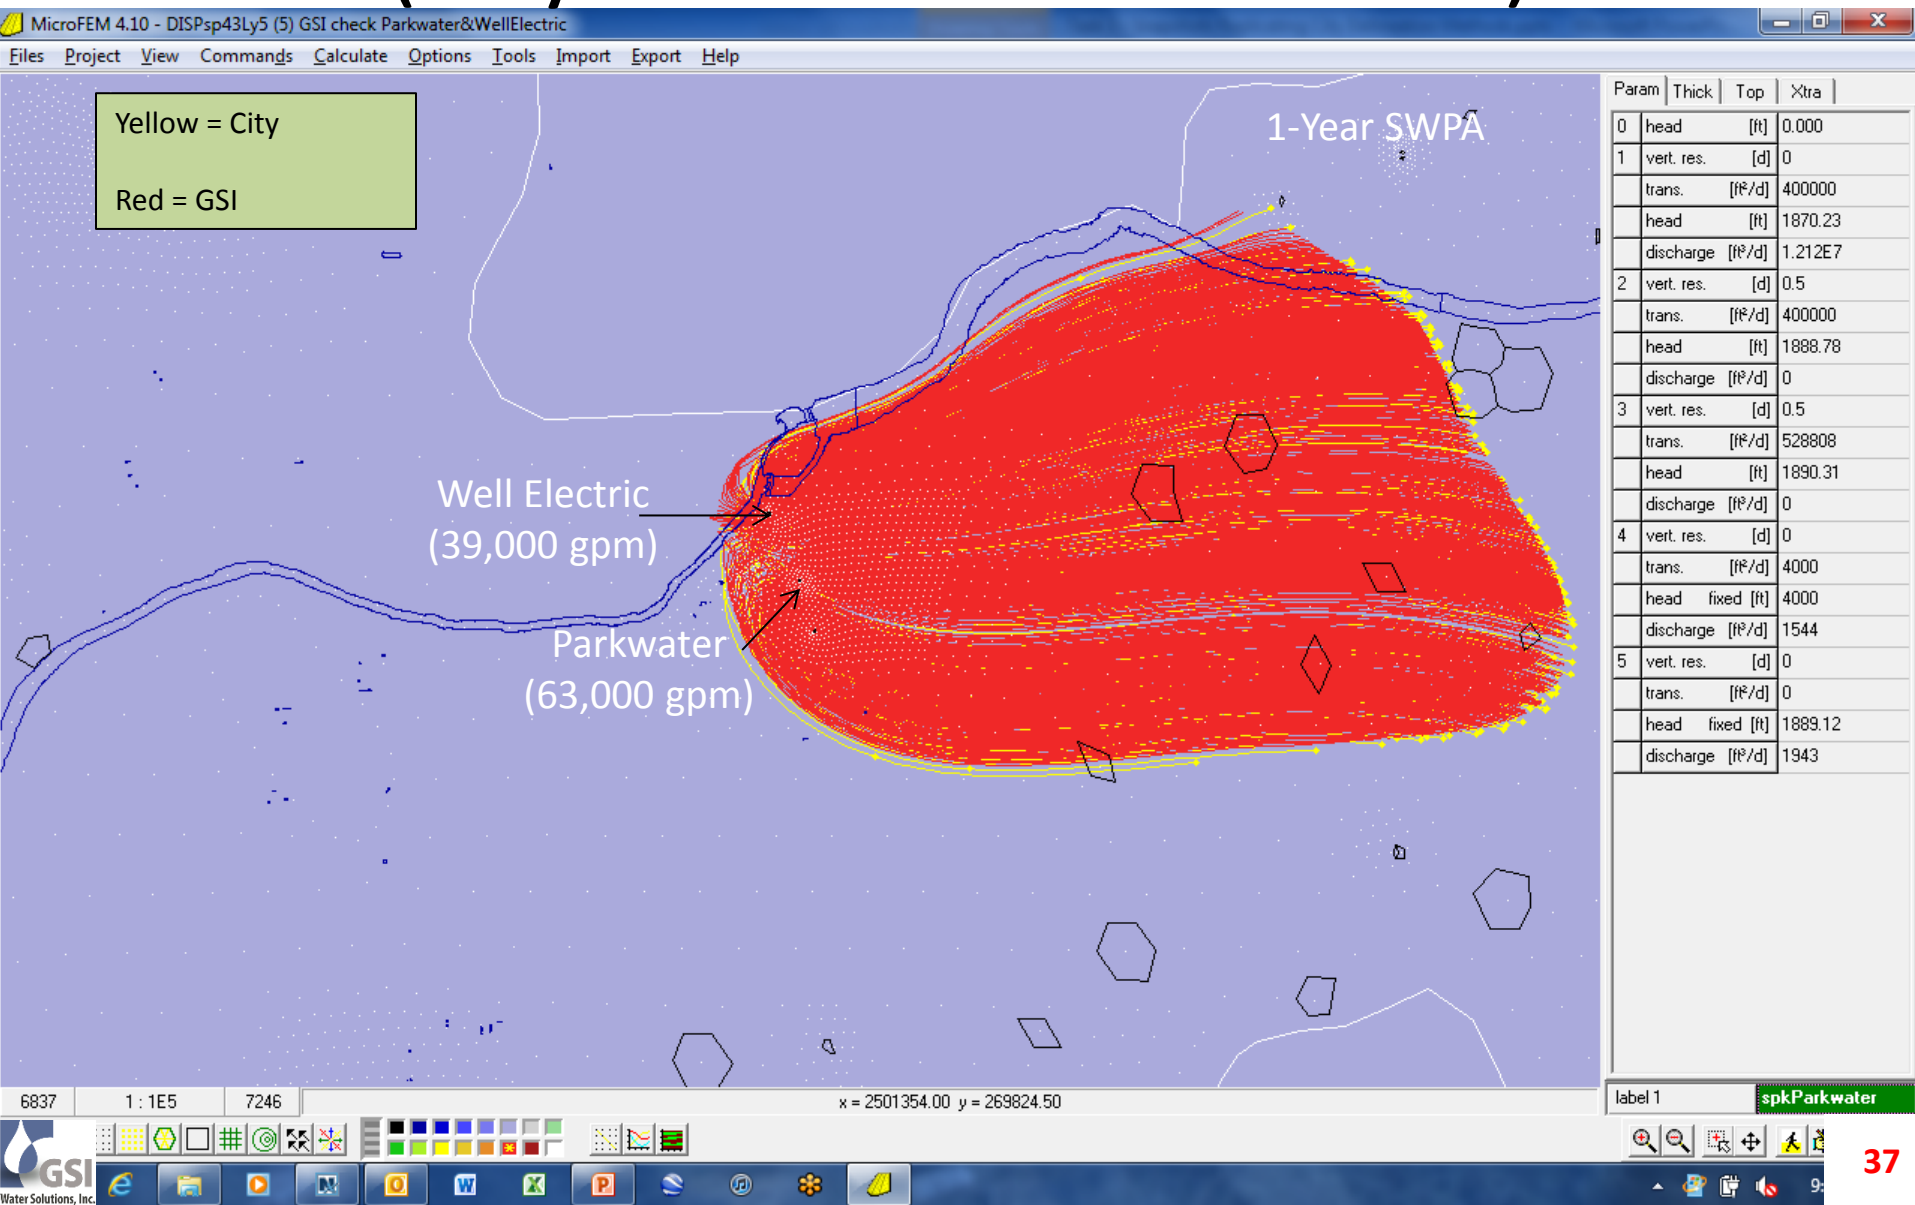 MicroFEM 4.10 - DISPsp43Ly5 (5) GSI check Parkwater&WellElectric
Files Project View Commands Calculate Options Tools Import Export Help
Yellow = City
Red = GSI
1-Year SWPA
Well Electric
(39,000 gpm)
Parkwater
(63,000 gpm)
Param Thick Top Xtra
0 head [ft] 0.000
1 vert. res. [d] 0
trans. [ft²/d] 400000
head [ft] 1870.23
discharge [ft³/d] 1.212E7
2 vert. res. [d] 0.5
trans. [ft²/d] 400000
head [ft] 1888.78
discharge [ft³/d] 0
3 vert. res. [d] 0.5
trans. [ft²/d] 528808
head [ft] 1890.31
discharge [ft³/d] 0
4 vert. res. [d] 0
trans. [ft²/d] 4000
head fixed [ft] 4000
discharge [ft³/d] 1544
5 vert. res. [d] 0
trans. [ft²/d] 0
head fixed [ft] 1889.12
discharge [ft³/d] 1943
6837 1 : 1E5 7246 x = 2501354.00 y = 269824.50
label 1 spkParkwater
GSI
Water Solutions, Inc.
9:
37